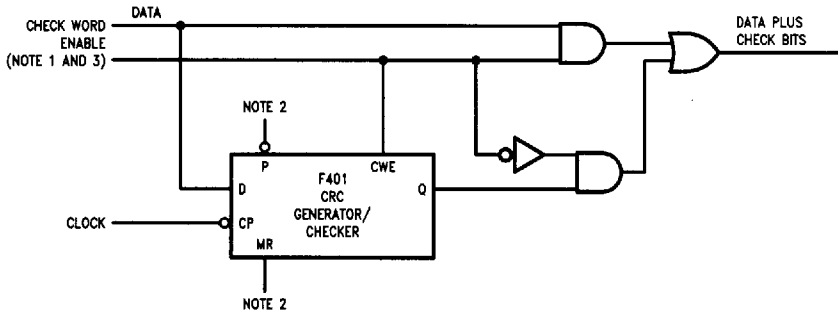 DATA
CHECK WORD
ENABLE
(NOTE 1 AND 3)
DATA PLUS
CHECK BITS
NOTE 2
P
CWE
F401
CRC
GENERATOR/
CHECKER
D
Q
CLOCK
CP
MR
NOTE 2